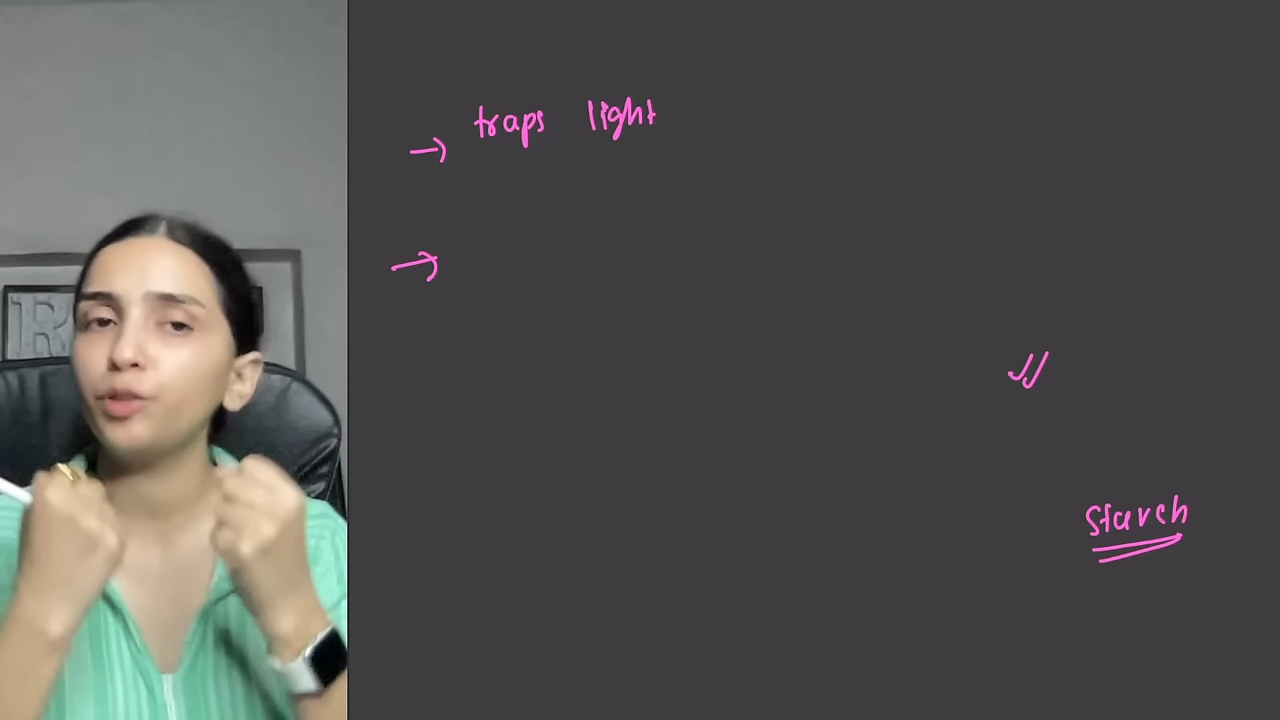 → traps light
→
Starch